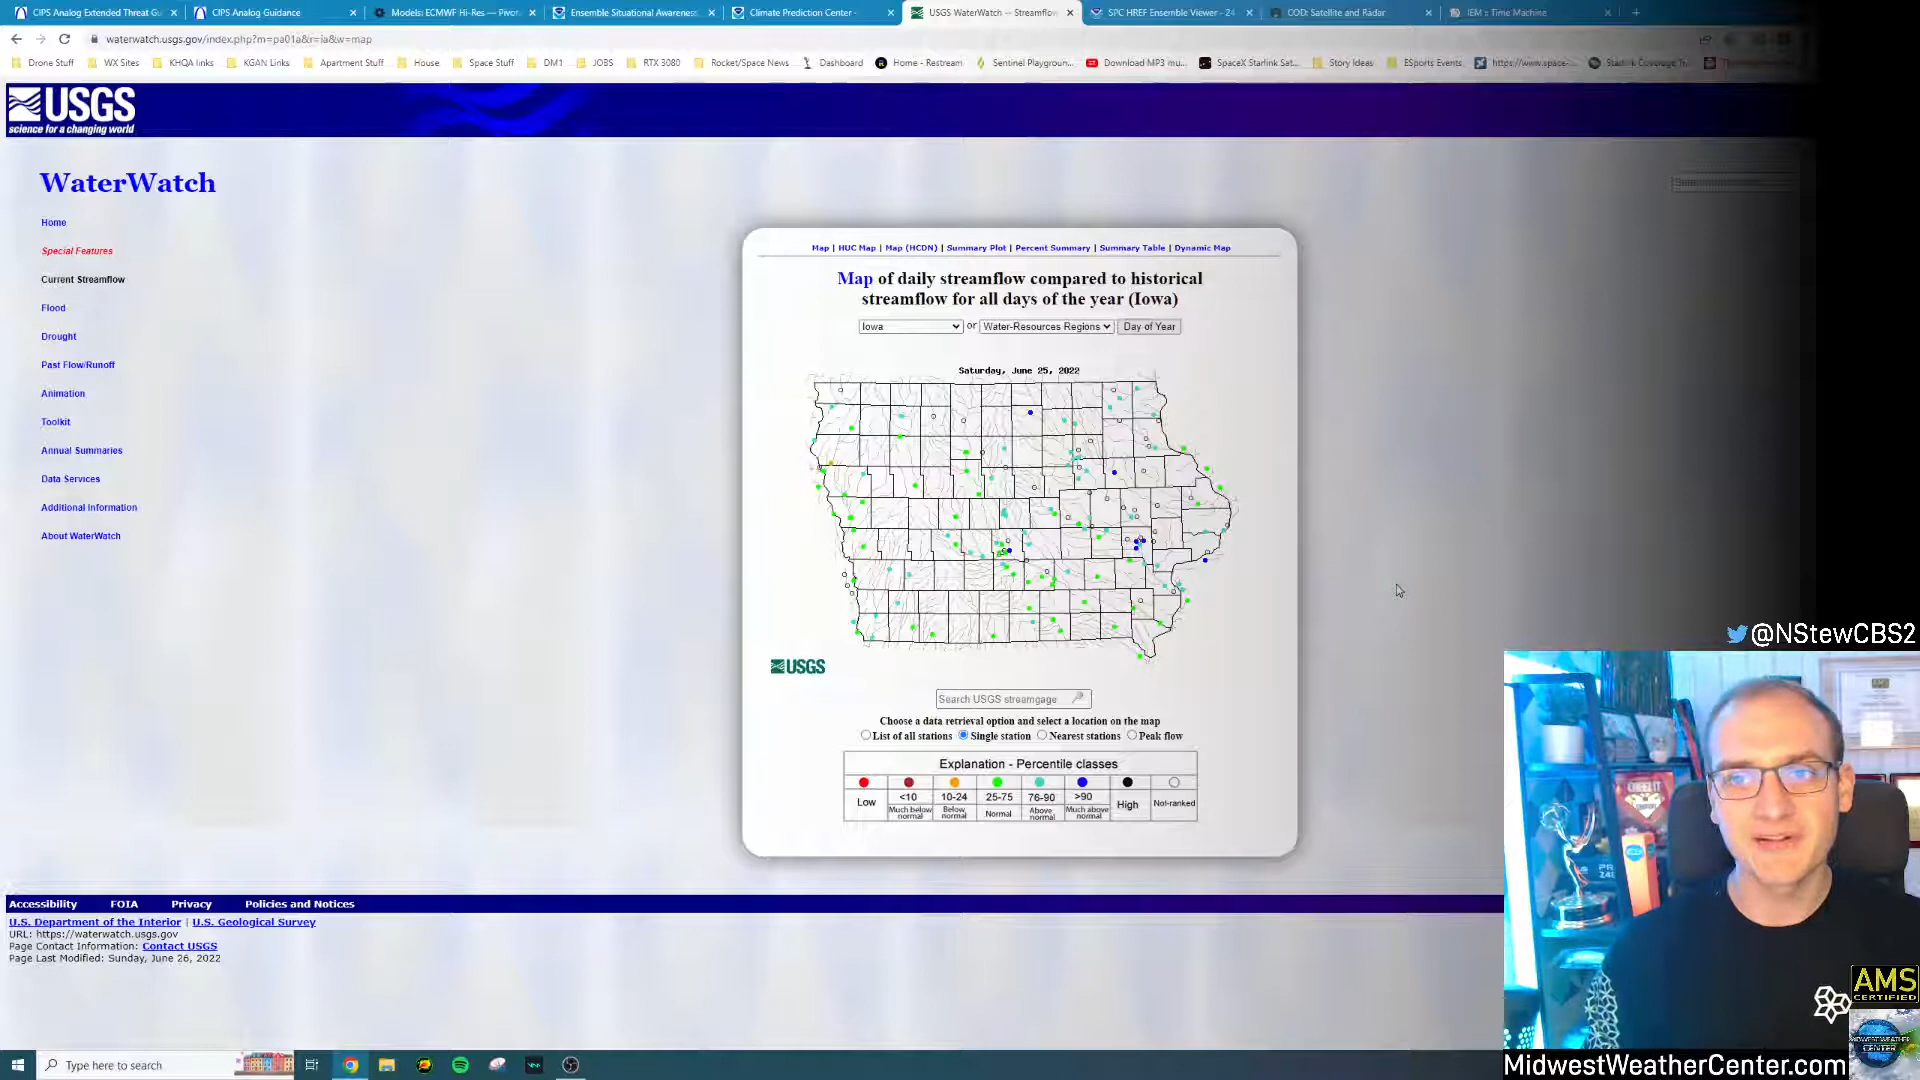 CIPS Analog Extended Threat Gu
CIPS Analog Guidance
Models: ECMWF Hi-Res — Pivot
Ensemble Situational Awareness
Climate Prediction Center -
USGS WaterWatch -- Streamflow
SPC HREF Ensemble Viewer - 24
COD: Satellite and Radar
IEM :: Time Machine
waterwatch.usgs.gov/index.php?m=pa01a&r=ia&w=map
Drone Stuff
WX Sites
KHQA links
KGAN Links
Apartment Stuff
House
Space Stuff
DM1
JOBS
RTX 3080
Rocket/Space News
Dashboard
Home - Restream
Sentinel Playgroun...
Download MP3 mu...
SpaceX Starlink Sat...
Story Ideas
ESports Events
https://www.space-...
Starlink Coverage Tr...
USGS
science for a changing world
WaterWatch
Home
Special Features
Current Streamflow
Flood
Drought
Past Flow/Runoff
Animation
Toolkit
Annual Summaries
Data Services
Additional Information
About WaterWatch
Map | HUC Map | Map (HCDN) | Summary Plot | Percent Summary | Summary Table | Dynamic Map
Map of daily streamflow compared to historical
streamflow for all days of the year (Iowa)
Iowa or Water-Resources Regions Day of Year
Saturday, June 25, 2022
USGS
Search USGS streamgage
Choose a data retrieval option and select a location on the map
List of all stations Single station Nearest stations Peak flow
Explanation - Percentile classes
Low
<10
Much below
normal
10-24
Below
normal
25-75
Normal
76-90
Above
normal
>90
Much above
normal
High
Not-ranked
Accessibility FOIA Privacy Policies and Notices
U.S. Department of the Interior | U.S. Geological Survey
URL: https://waterwatch.usgs.gov
Page Contact Information: Contact USGS
Page Last Modified: Sunday, June 26, 2022
@NStewCBS2
AMS
CERTIFIED
MidwestWeatherCenter.com
Type here to search